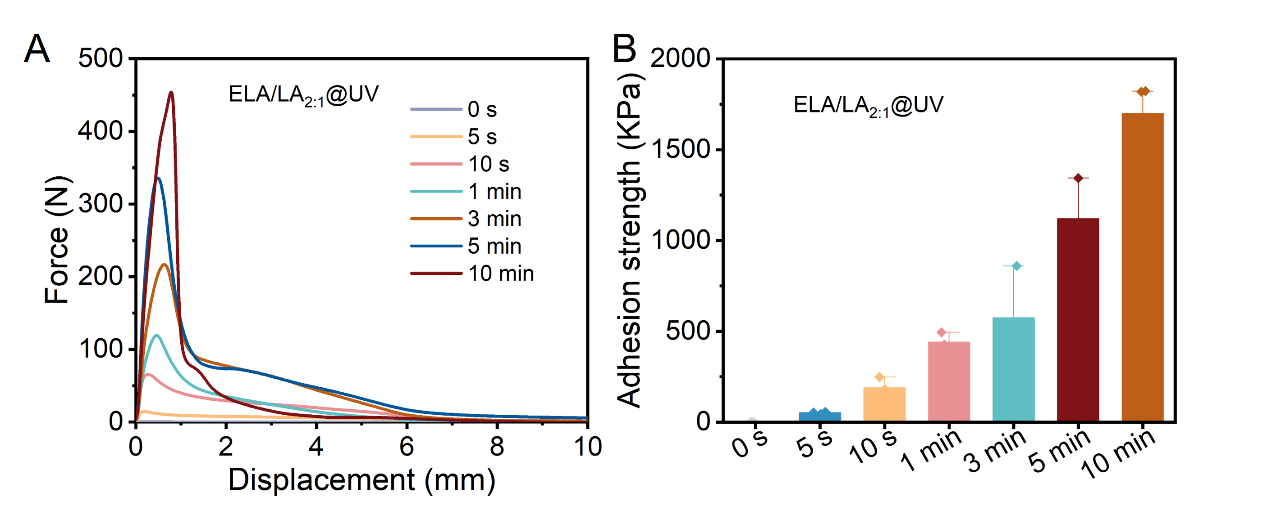 A
Force (N)
500
400
300
200
100
0
0 2 4 6 8 10
Displacement (mm)
ELA/LA2:1@UV
0 s
5 s
10 s
1 min
3 min
5 min
10 min
B
Adhesion strength (KPa)
2000
1500
1000
500
0
ELA/LA2:1@UV
0 s 5 s 10 s 1 min 3 min 5 min 10 min